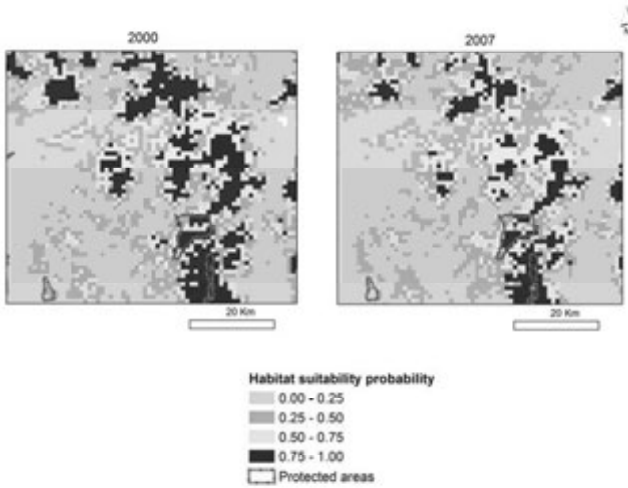 2000
2007
20 Km
20 Km
Habitat suitability probability
0.00 - 0.25
0.25 - 0.50
0.50 - 0.75
0.75 - 1.00
Protected areas